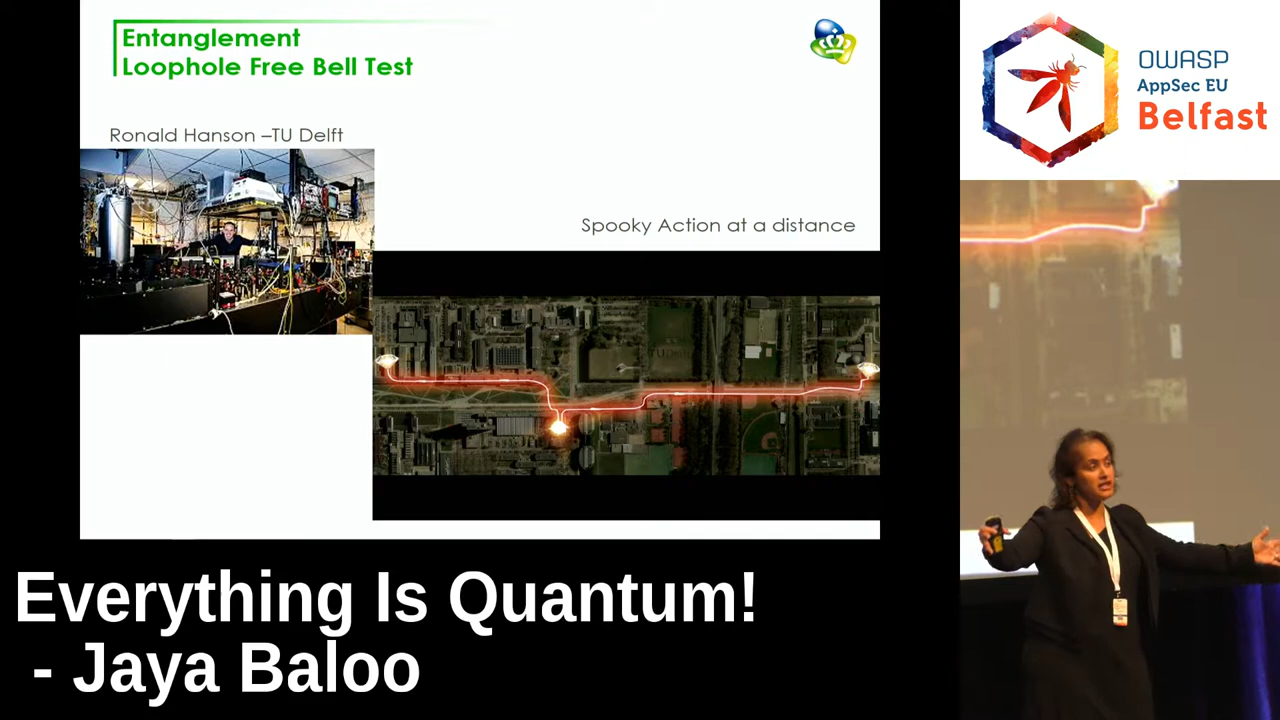 Entanglement
Loophole Free Bell Test
Ronald Hanson –TU Delft
Spooky Action at a distance
OWASP
AppSec EU
Belfast
Everything Is Quantum!
- Jaya Baloo